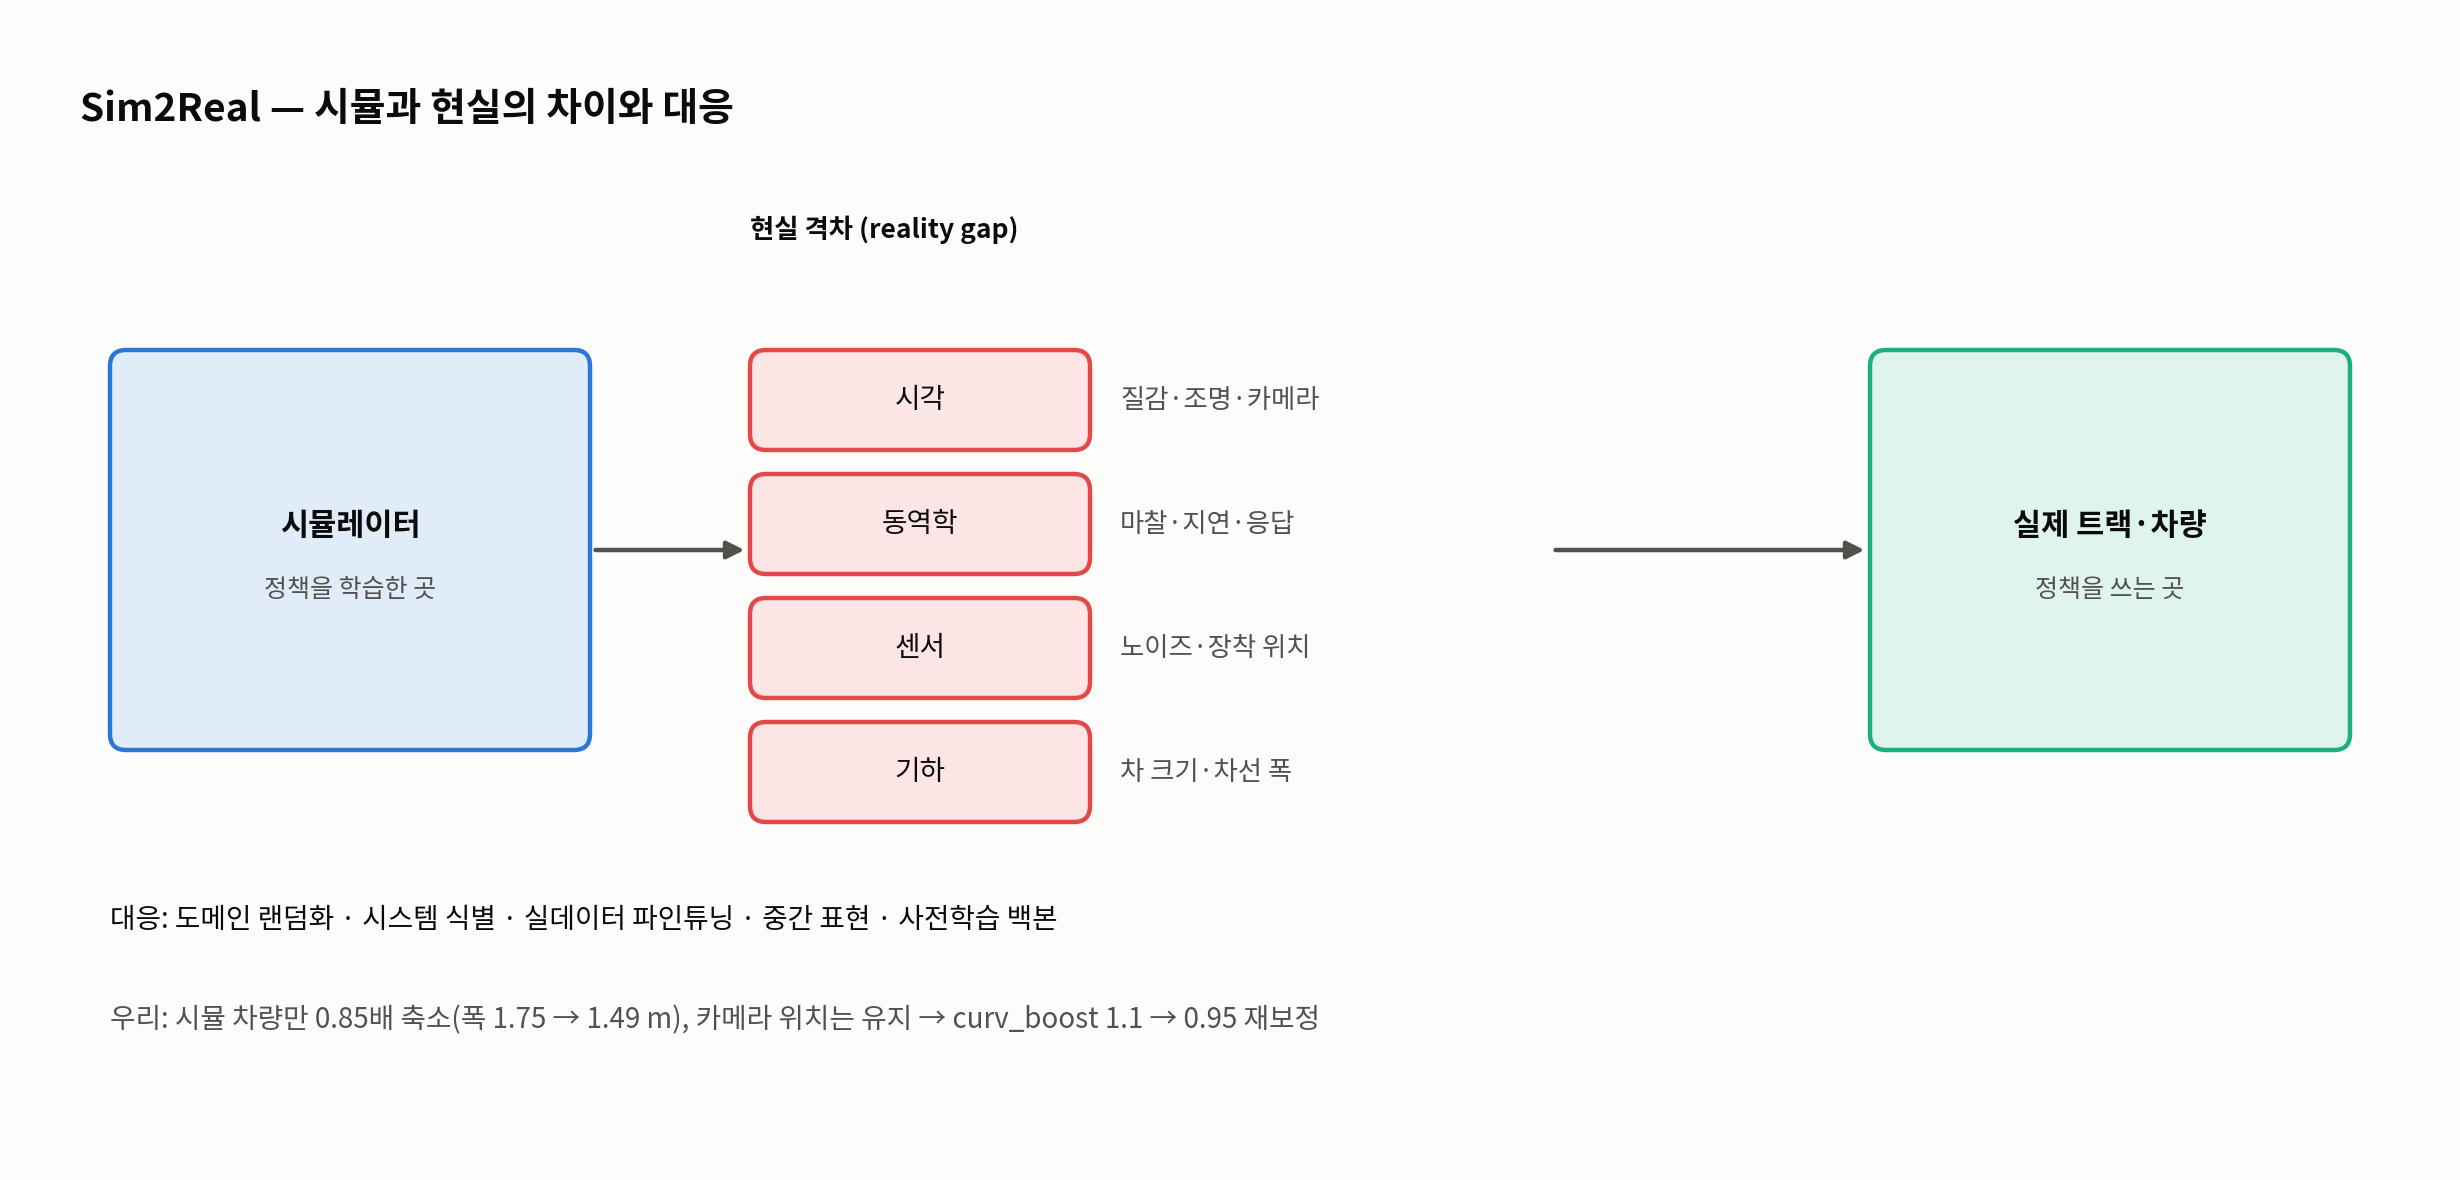 Sim2Real — 시뮬과 현실의 차이와 대응
현실 격차 (reality gap)
시뮬레이터
정책을 학습한 곳
시각
질감·조명·카메라
동역학
마찰·지연·응답
센서
노이즈·장착 위치
기하
차 크기·차선 폭
실제 트랙·차량
정책을 쓰는 곳
대응: 도메인 랜덤화 · 시스템 식별 · 실데이터 파인튜닝 · 중간 표현 · 사전학습 백본
우리: 시뮬 차량만 0.85배 축소(폭 1.75 → 1.49 m), 카메라 위치는 유지 → curv_boost 1.1 → 0.95 재보정